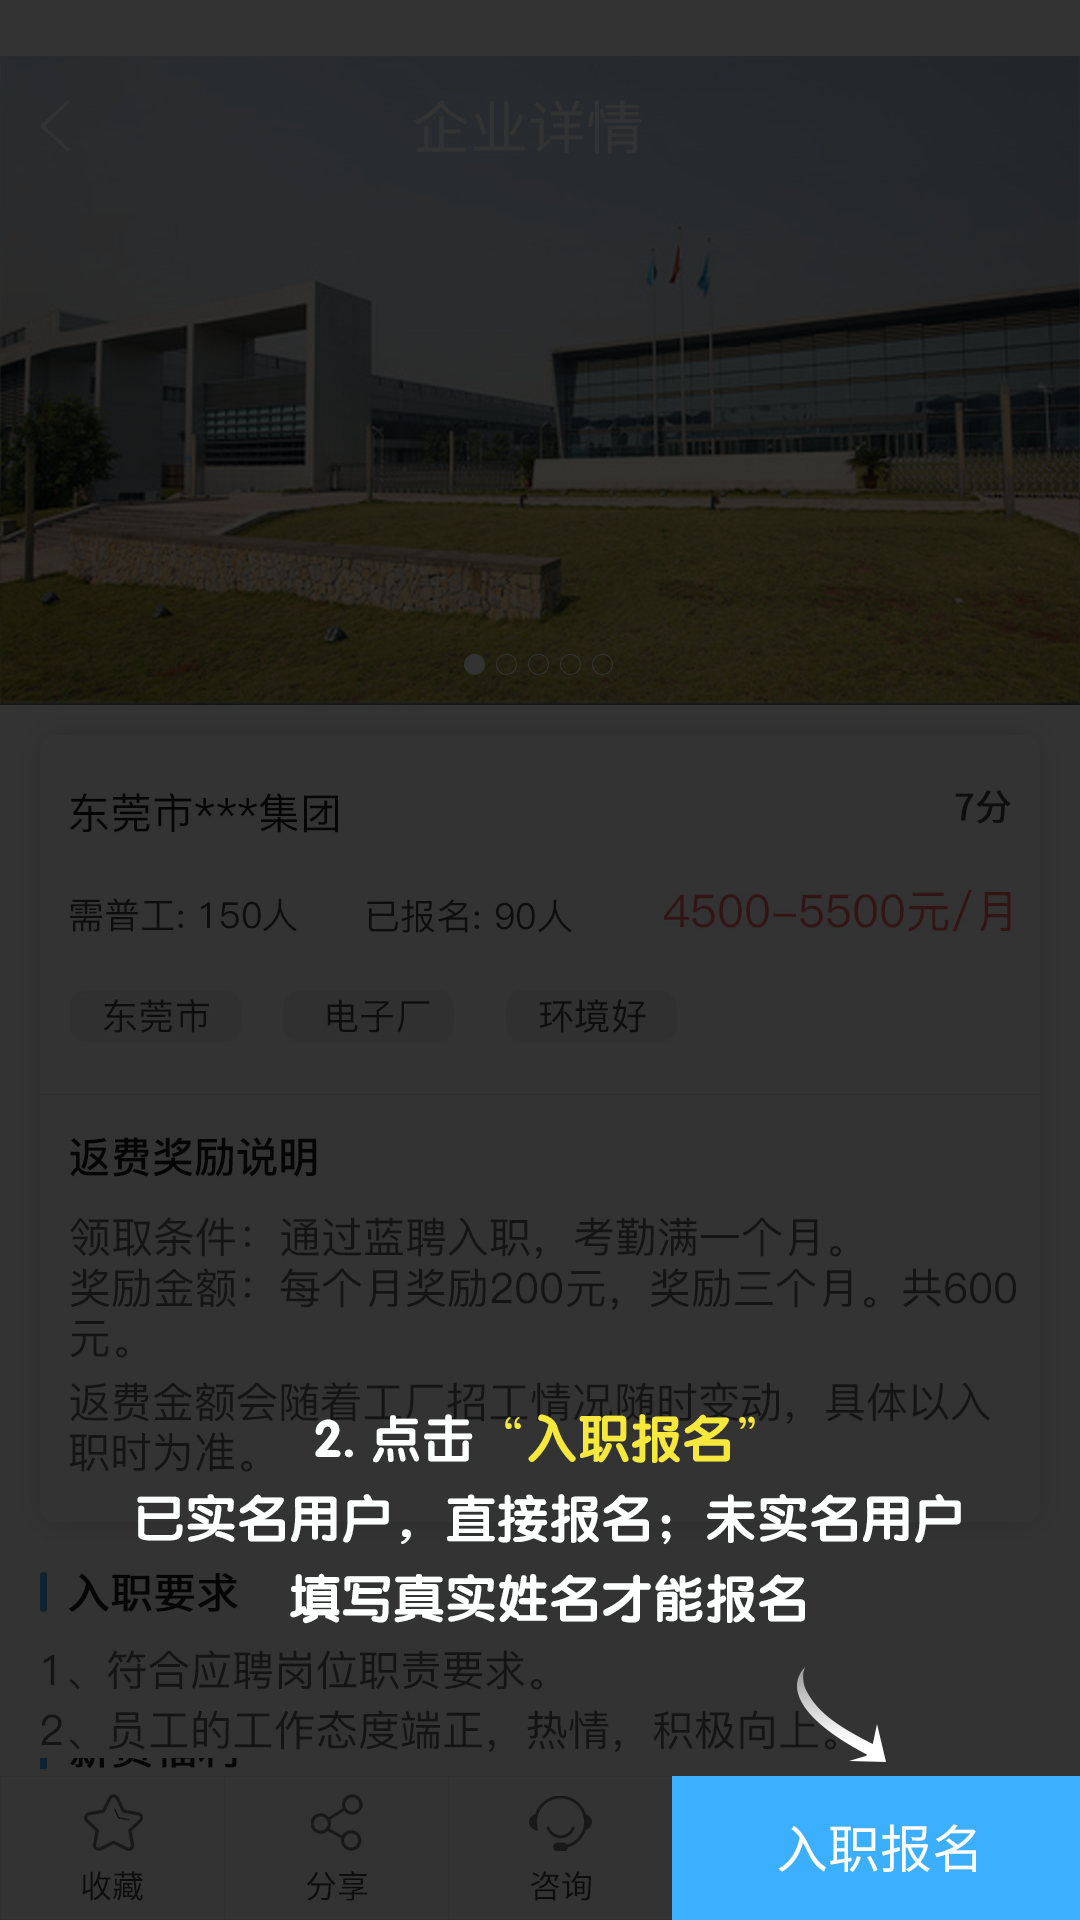 企业详情
东莞市***集团
7分
需普工: 150人 已报名: 90人 4500-5500元/月
东莞市 电子厂 环境好
返费奖励说明
领取条件：通过蓝聘入职，考勤满一个月。
奖励金额：每个月奖励200元，奖励三个月。共600
元。
返费金额会随着工厂招工情况随时变动，具体以入
职时为准。
2. 点击“入职报名”
已实名用户，直接报名；未实名用户
填写真实姓名才能报名
入职要求
1、符合应聘岗位职责要求。
2、员工的工作态度端正，热情，积极向上。
薪资福利
收藏 分享 咨询 入职报名